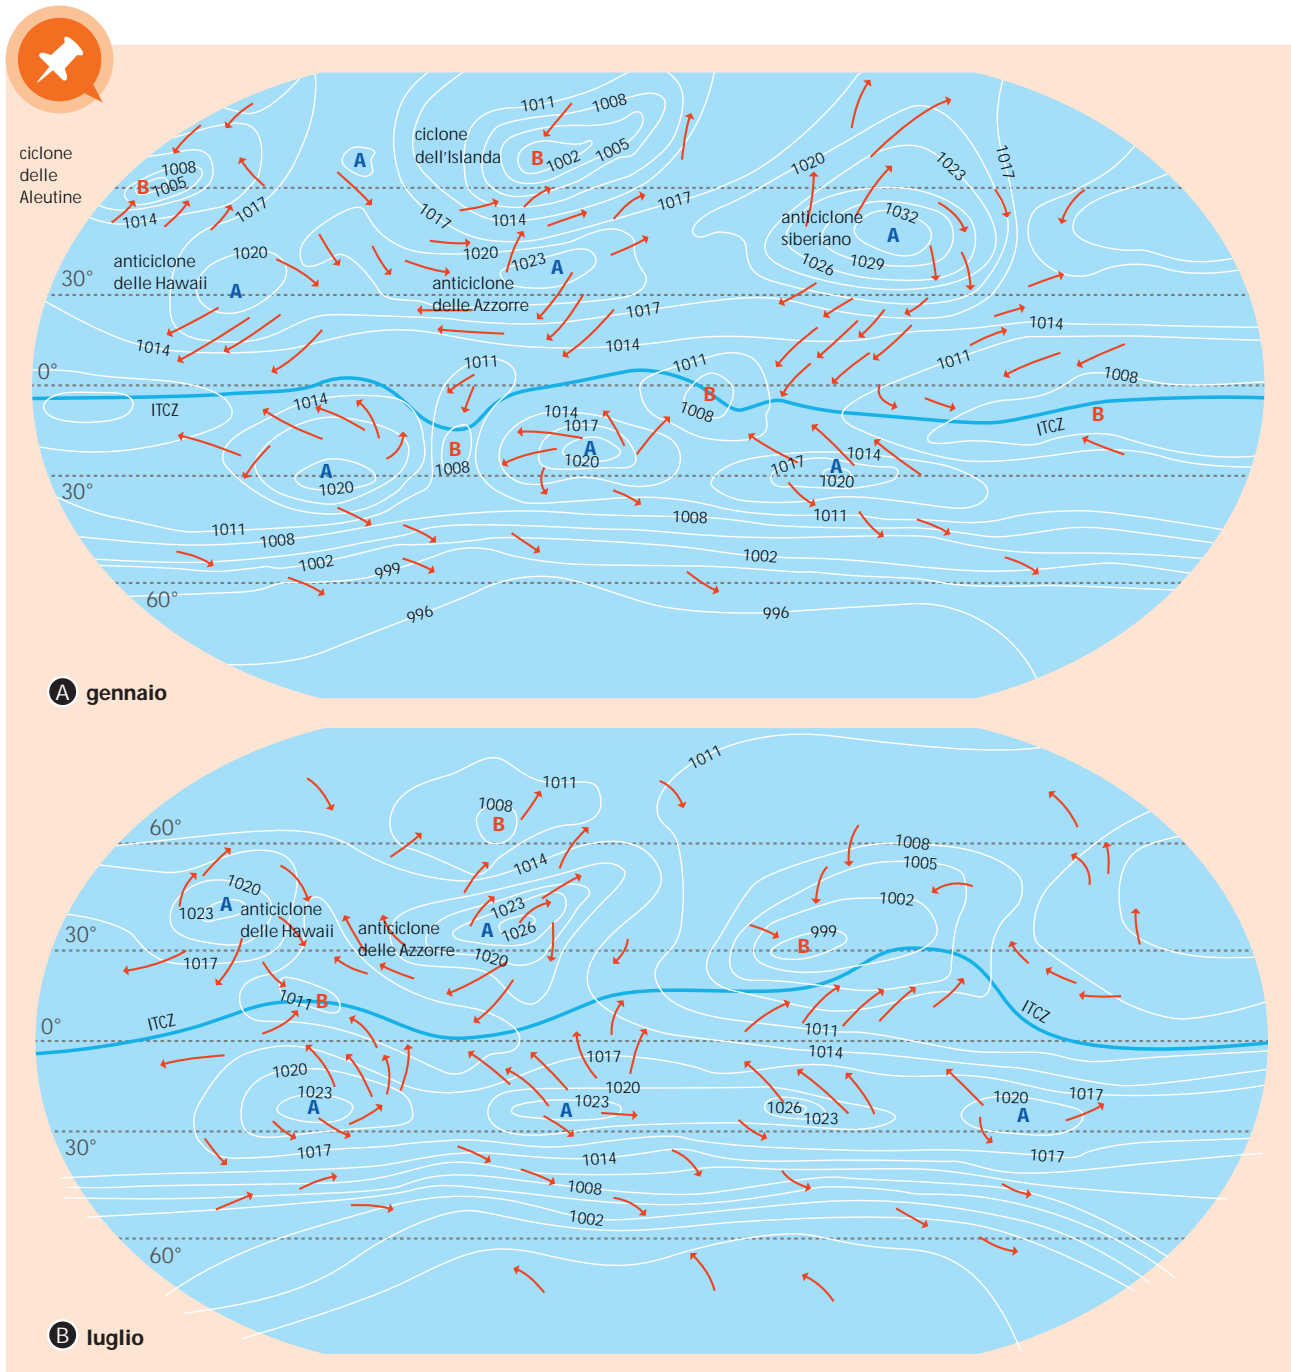 1011
1008
ciclone
dell'Islanda
B
1002
1005
A
ciclone
delle
Aleutine
1008
B
1005
1014
1017
1020
1023
1017
1017
1014
1017
anticiclone
siberiano
1032
A
1026
1029
1020
anticiclone
delle Hawaii
A
30°
1020
1023
A
anticiclone
delle Azzorre
1017
1014
1014
1014
0°
1011
1011
1011
1008
B
1008
ITCZ
1014
1014
1017
A
1020
B
1008
ITCZ
B
A
1020
1017
A
1014
1020
30°
1011
1008
1008
1011
1002
999
1002
60°
996
996
A gennaio
1011
1011
1008
B
60°
1014
1008
1005
1002
1020
1023
A
anticiclone
delle Hawaii
anticiclone
delle Azzorre
1023
A
1026
1020
999
B
30°
1017
1011
B
ITCZ
ITCZ
0°
1011
1014
1017
1020
1020
1023
A
1023
A
1026
1023
1020
A
1017
30°
1017
1014
1017
1008
1002
60°
B luglio